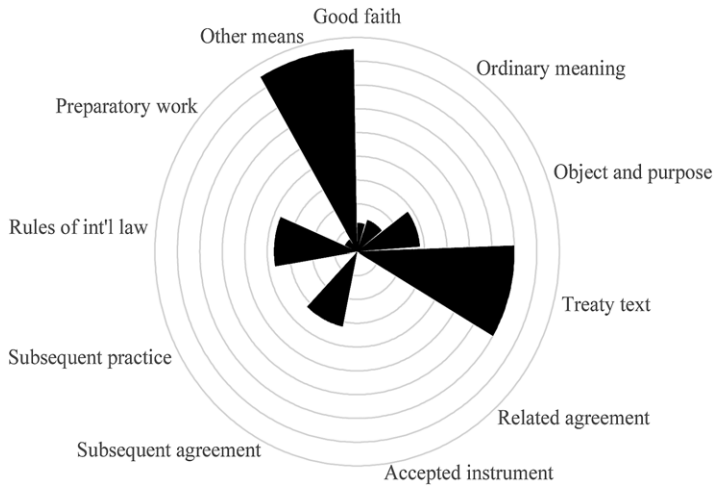 Good faith
Other means
Ordinary meaning
Preparatory work
Object and purpose
Rules of int'l law
Treaty text
Subsequent practice
Related agreement
Subsequent agreement
Accepted instrument